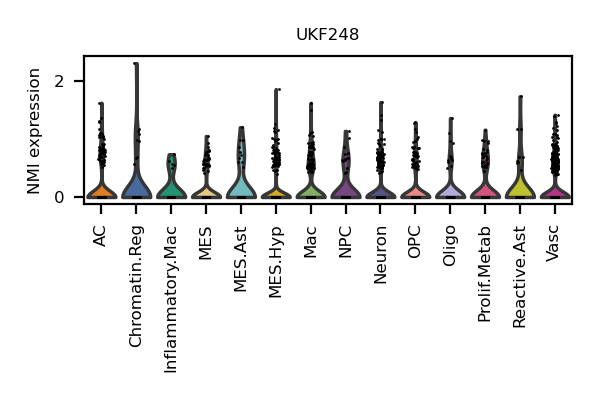 UKF248
NMI expression
2
0
AC
Chromatin.Reg
Inflammatory.Mac
MES
MES.Ast
MES.Hyp
Mac
NPC
Neuron
OPC
Oligo
Prolif.Metab
Reactive.Ast
Vasc